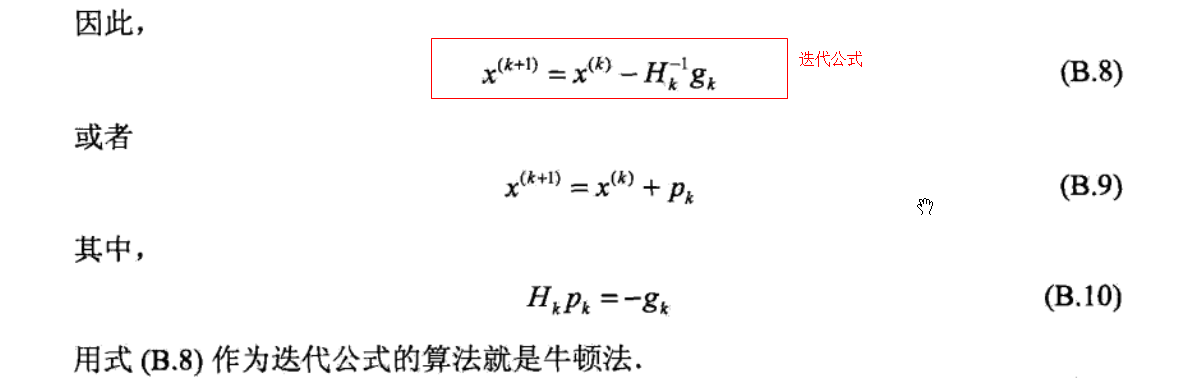 因此,
x^{(k+1)} = x^{(k)} − H_k^{-1} g_k 迭代公式 (B.8)
或者
x^{(k+1)} = x^{(k)} + p_k (B.9)
其中,
H_k p_k = −g_k (B.10)
用式 (B.8) 作为迭代公式的算法就是牛顿法.